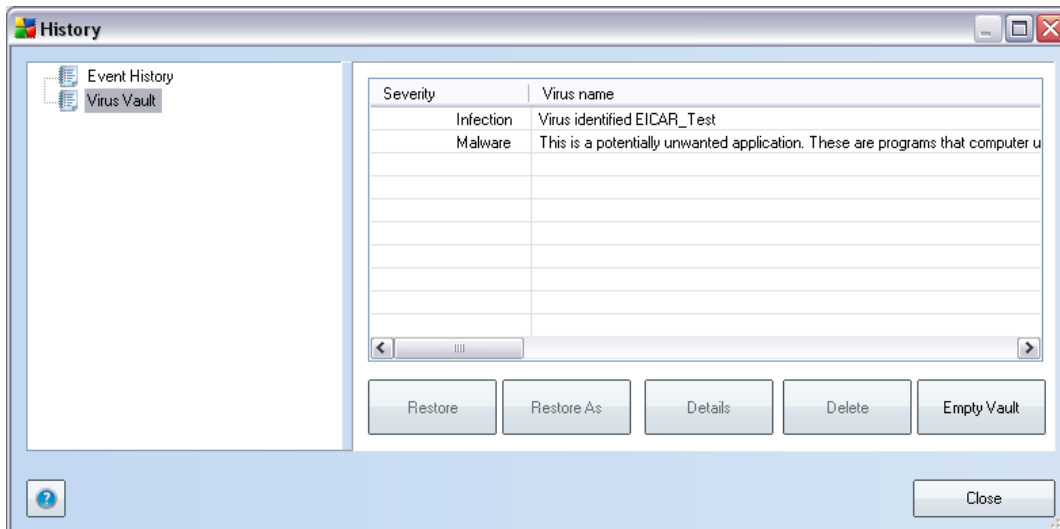 History
Event History
Virus Vault
Severity Virus name
Infection Virus identified EICAR_Test
Malware This is a potentially unwanted application. These are programs that computer u
Restore Restore As Details Delete Empty Vault
? Close